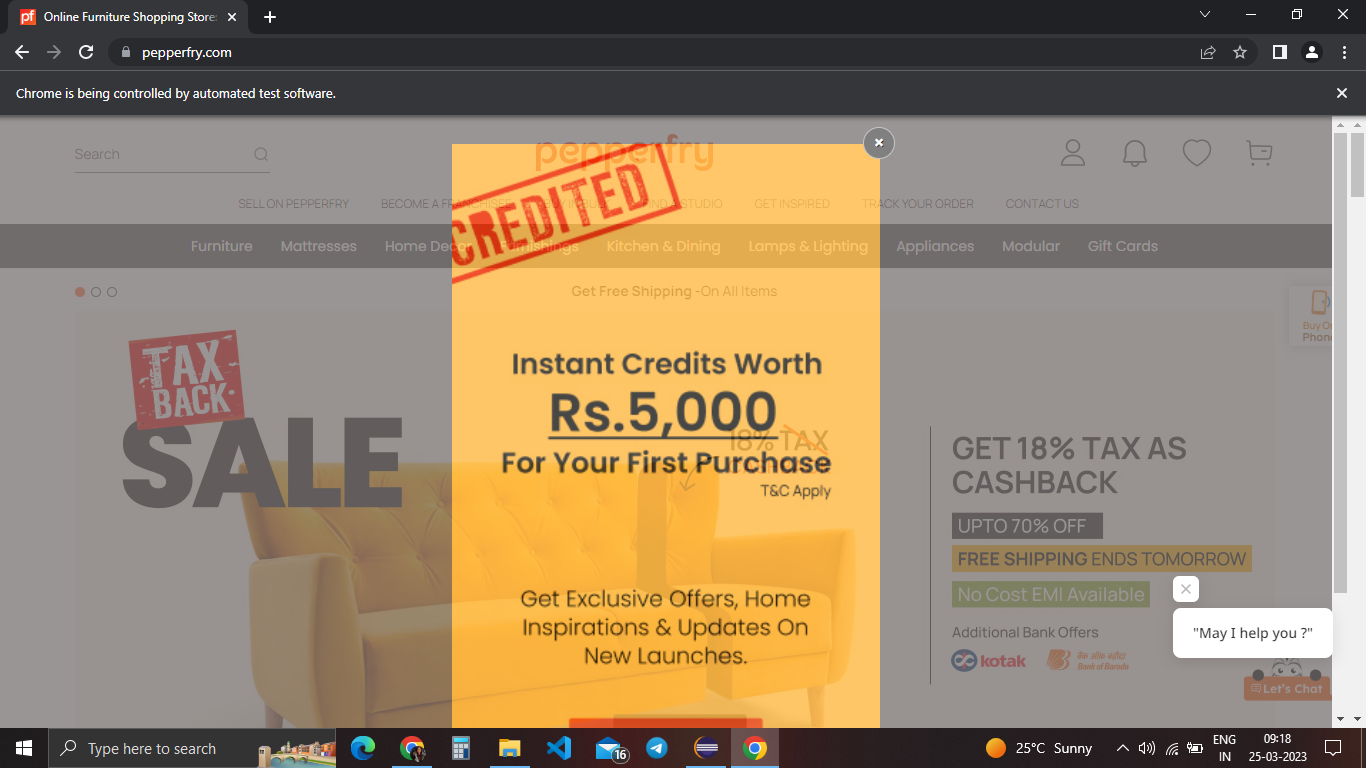 pf Online Furniture Shopping Store:
pepperfry.com
Chrome is being controlled by automated test software.
Search
pepperfry
SELL ON PEPPERFRY BECOME A FRANCHISEE BUY IN BULK FIND A STUDIO GET INSPIRED TRACK YOUR ORDER CONTACT US
Furniture Mattresses Home Decor Furnishings Kitchen & Dining Lamps & Lighting Appliances Modular Gift Cards
CREDITED
Get Free Shipping -On All Items
Buy On
Phone
TAX
BACK
SALE
Instant Credits Worth
Rs.5,000
18% TAX
For Your First Purchase
T&C Apply
GET 18% TAX AS
CASHBACK
UPTO 70% OFF
FREE SHIPPING ENDS TOMORROW
No Cost EMI Available
Get Exclusive Offers, Home
Inspirations & Updates On
New Launches.
Additional Bank Offers
kotak
Bank of Baroda
"May I help you ?"
Let's Chat
Type here to search
16
25°C Sunny
ENG
IN
09:18
25-03-2023